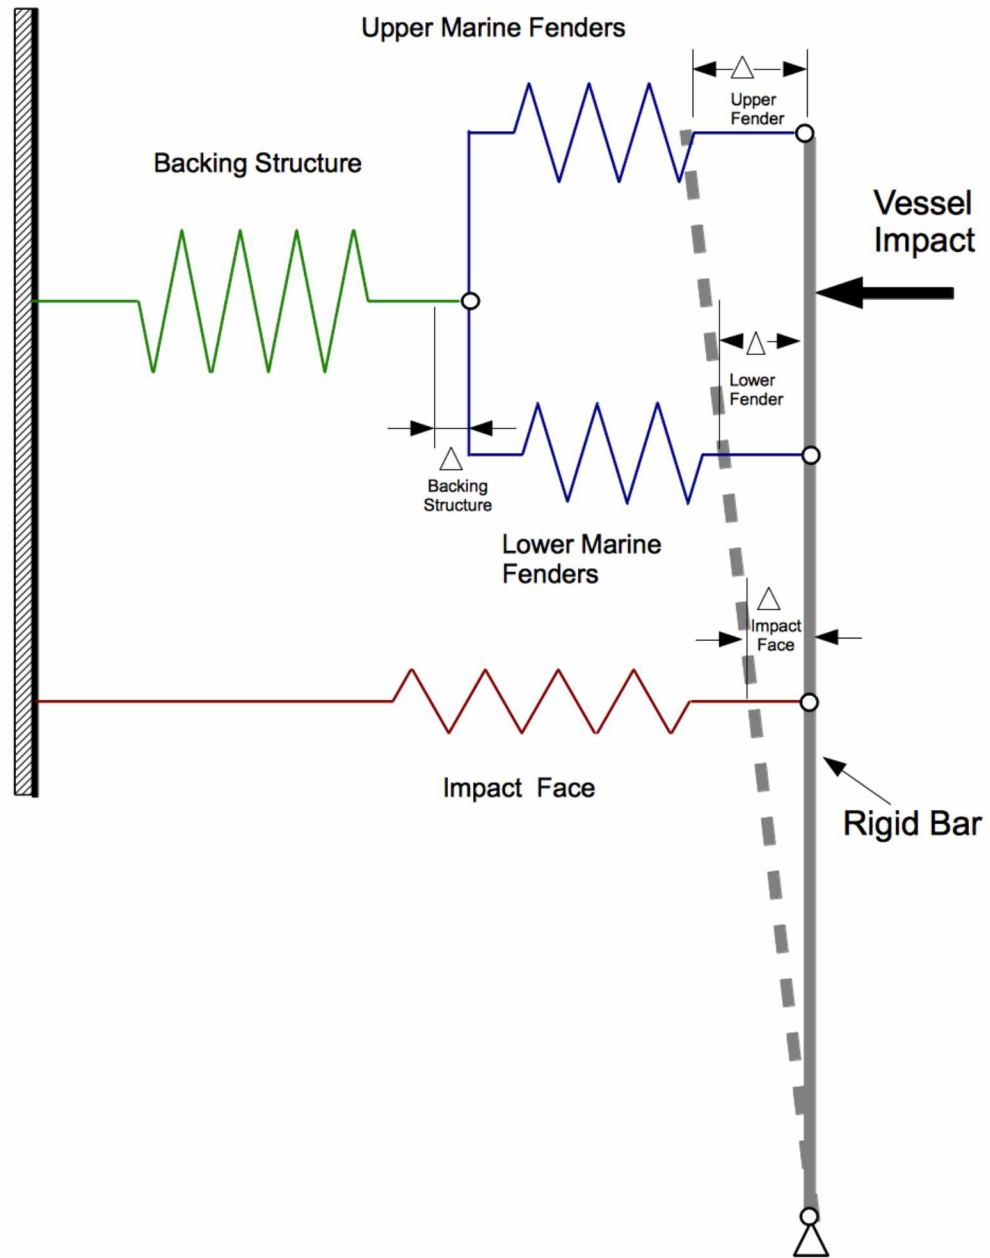 Upper Marine Fenders
△
Upper
Fender
Backing Structure
Vessel
Impact
△
Lower
Fender
△
Backing
Structure
Lower Marine
Fenders
△
Impact
Face
Impact Face
Rigid Bar